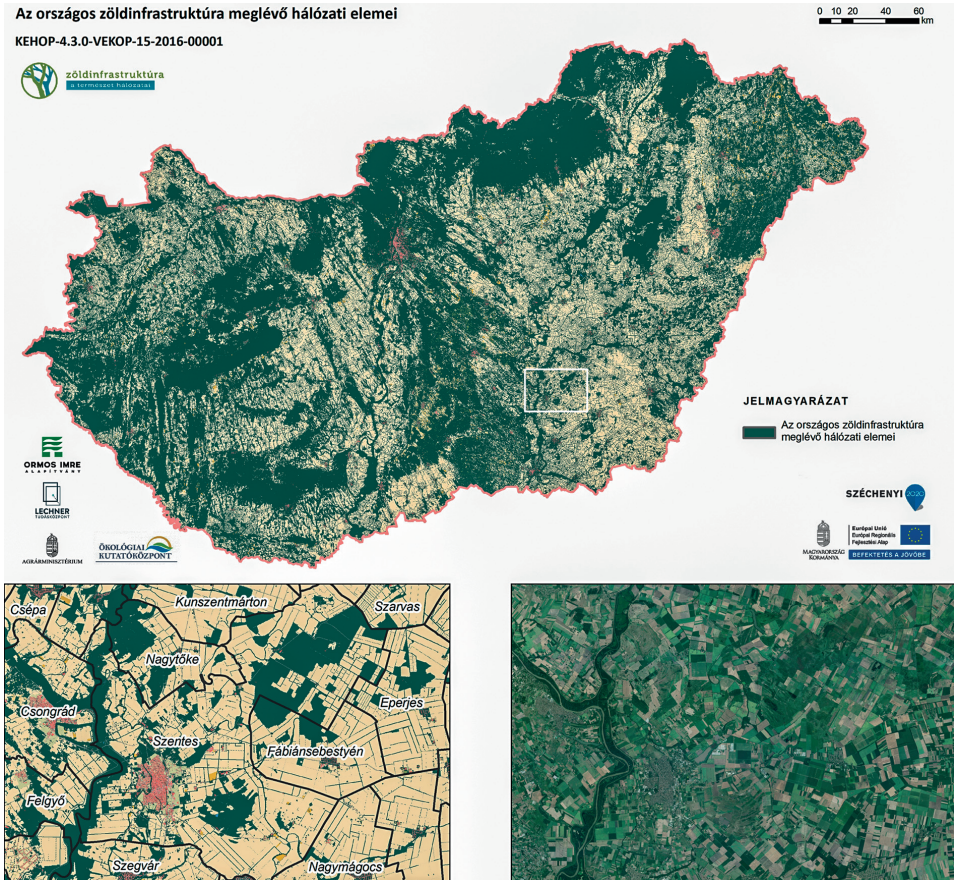 Az országos zöldinfrastruktúra meglévő hálózati elemei
KEHOP-4.3.0-VEKOP-15-2016-00001
zöldinfrastruktúra
a természet hálózatai
0 10 20 40 60
km
JELMAGYARÁZAT
Az országos zöldinfrastruktúra
meglévő hálózati elemei
ORMOS IMRE
ALAPÍTVÁNY
LECHNER
TUDÁSKÖZPONT
AGRÁRMINISZTÉRIUM
ÖKOLÓGIAI
KUTATÓKÖZPONT
SZÉCHENYI 2020
MAGYARORSZÁG
KORMÁNYA
Európai Unió
Európai Regionális
Fejlesztési Alap
BEFEKTETÉS A JÖVŐBE
Csépa
Kunszentmárton
Szarvas
Nagytőke
Csongrád
Eperjes
Szentes
Fábiánsebestyén
Felgyő
Szegvár
Nagymágocs